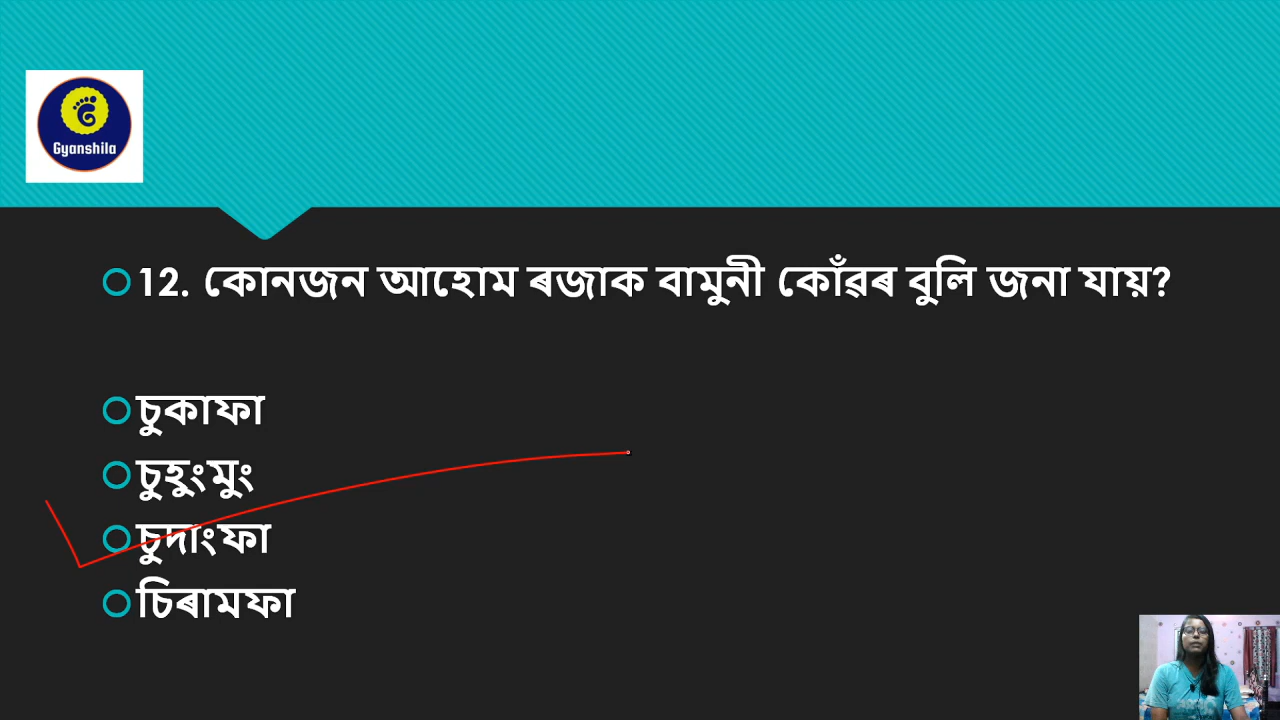 Gyanshila
12. কোনজন আহোম ৰজাক বামুনী কোঁৱৰ বুলি জনা যায়?
চুকাফা
চুহুংমুং
চুদাংফা
চিৰামফা